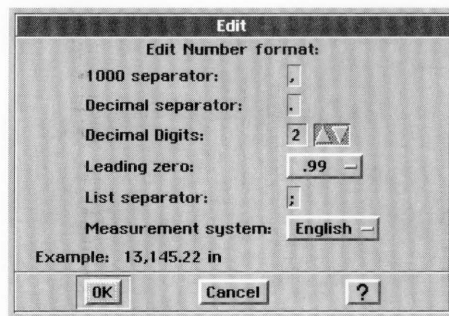 Edit
Edit Number format:
1000 separator: ,
Decimal separator: .
Decimal Digits: 2
Leading zero: .99
List separator: ;
Measurement system: English
Example: 13,145.22 in
OK Cancel ?